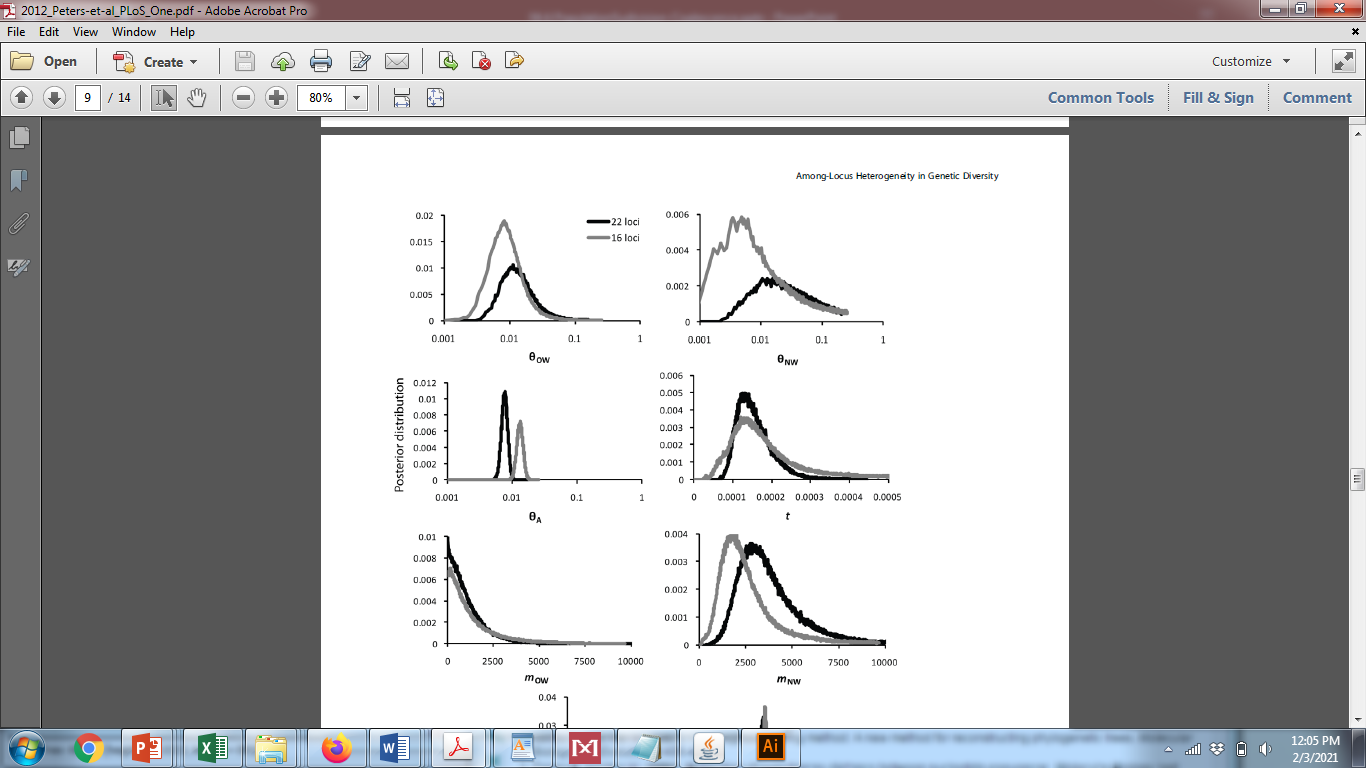 2012_Peters-et-al_PLoS_One.pdf - Adobe Acrobat Pro
File Edit View Window Help
Open Create Customize
9 / 14 80% Common Tools Fill & Sign Comment
Among-Locus Heterogeneity in Genetic Diversity
0.02
0.015
0.01
0.005
0
0.001 0.01 0.1 1
θOW
22 loci
16 loci
0.006
0.004
0.002
0
0.001 0.01 0.1 1
θNW
Posterior distribution
0.012
0.01
0.008
0.006
0.004
0.002
0
0.001 0.01 0.1 1
θA
0.006
0.005
0.004
0.003
0.002
0.001
0
0 0.0001 0.0002 0.0003 0.0004 0.0005
t
0.01
0.008
0.006
0.004
0.002
0
0 2500 5000 7500 10000
mOW
0.004
0.003
0.002
0.001
0
0 2500 5000 7500 10000
mNW
0.04
0.03
Ai
12:05 PM
2/3/2021